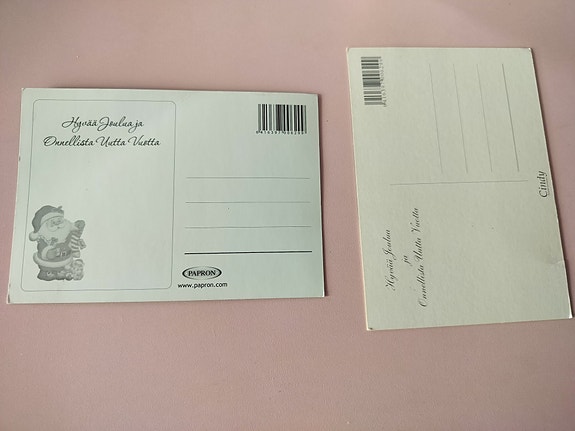 Hyvää Joulua ja
Onnellista Uutta Vuotta
PAPRON
www.papron.com
Hyvää Joulua
ja
Onnellista Uutta Vuotta
Cindy